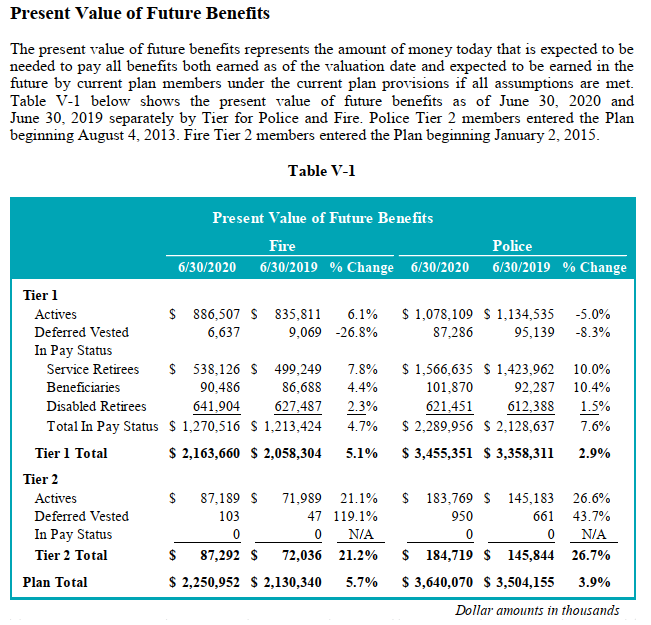 Present Value of Future Benefits
The present value of future benefits represents the amount of money today that is expected to be
needed to pay all benefits both earned as of the valuation date and expected to be earned in the
future by current plan members under the current plan provisions if all assumptions are met.
Table V-1 below shows the present value of future benefits as of June 30, 2020 and
June 30, 2019 separately by Tier for Police and Fire. Police Tier 2 members entered the Plan
beginning August 4, 2013. Fire Tier 2 members entered the Plan beginning January 2, 2015.
Table V-1
Present Value of Future Benefits
Fire Police
6/30/2020 6/30/2019 % Change 6/30/2020 6/30/2019 % Change
Tier 1
Actives $ 886,507 $ 835,811 6.1% $ 1,078,109 $ 1,134,535 -5.0%
Deferred Vested 6,637 9,069 -26.8% 87,286 95,139 -8.3%
In Pay Status
Service Retirees $ 538,126 $ 499,249 7.8% $ 1,566,635 $ 1,423,962 10.0%
Beneficiaries 90,486 86,688 4.4% 101,870 92,287 10.4%
Disabled Retirees 641,904 627,487 2.3% 621,451 612,388 1.5%
Total In Pay Status $ 1,270,516 $ 1,213,424 4.7% $ 2,289,956 $ 2,128,637 7.6%
Tier 1 Total $ 2,163,660 $ 2,058,304 5.1% $ 3,455,351 $ 3,358,311 2.9%
Tier 2
Actives $ 87,189 $ 71,989 21.1% $ 183,769 $ 145,183 26.6%
Deferred Vested 103 47 119.1% 950 661 43.7%
In Pay Status 0 0 N/A 0 0 N/A
Tier 2 Total $ 87,292 $ 72,036 21.2% $ 184,719 $ 145,844 26.7%
Plan Total $ 2,250,952 $ 2,130,340 5.7% $ 3,640,070 $ 3,504,155 3.9%
Dollar amounts in thousands